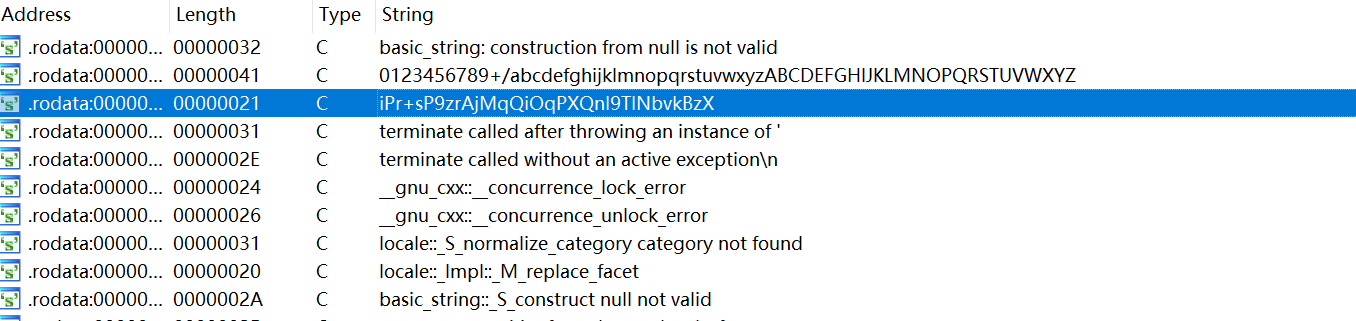 Address Length Type String
's' .rodata:00000... 00000032 C basic_string: construction from null is not valid
's' .rodata:00000... 00000041 C 0123456789+/abcdefghijklmnopqrstuvwxyzABCDEFGHIJKLMNOPQRSTUVWXYZ
's' .rodata:00000... 00000021 C iPr+sP9zrAjMqQiOqPXQnl9TlNbvkBzX
's' .rodata:00000... 00000031 C terminate called after throwing an instance of '
's' .rodata:00000... 0000002E C terminate called without an active exception\n
's' .rodata:00000... 00000024 C __gnu_cxx::__concurrence_lock_error
's' .rodata:00000... 00000026 C __gnu_cxx::__concurrence_unlock_error
's' .rodata:00000... 00000031 C locale::_S_normalize_category category not found
's' .rodata:00000... 00000020 C locale::_Impl::_M_replace_facet
's' .rodata:00000... 0000002A C basic_string::_S_construct null not valid